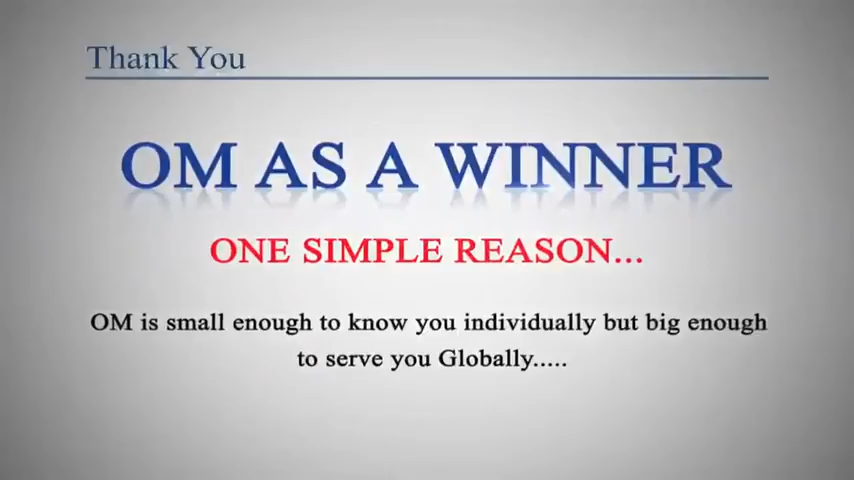 Thank You
OM AS A WINNER
ONE SIMPLE REASON...
OM is small enough to know you individually but big enough
to serve you Globally.....